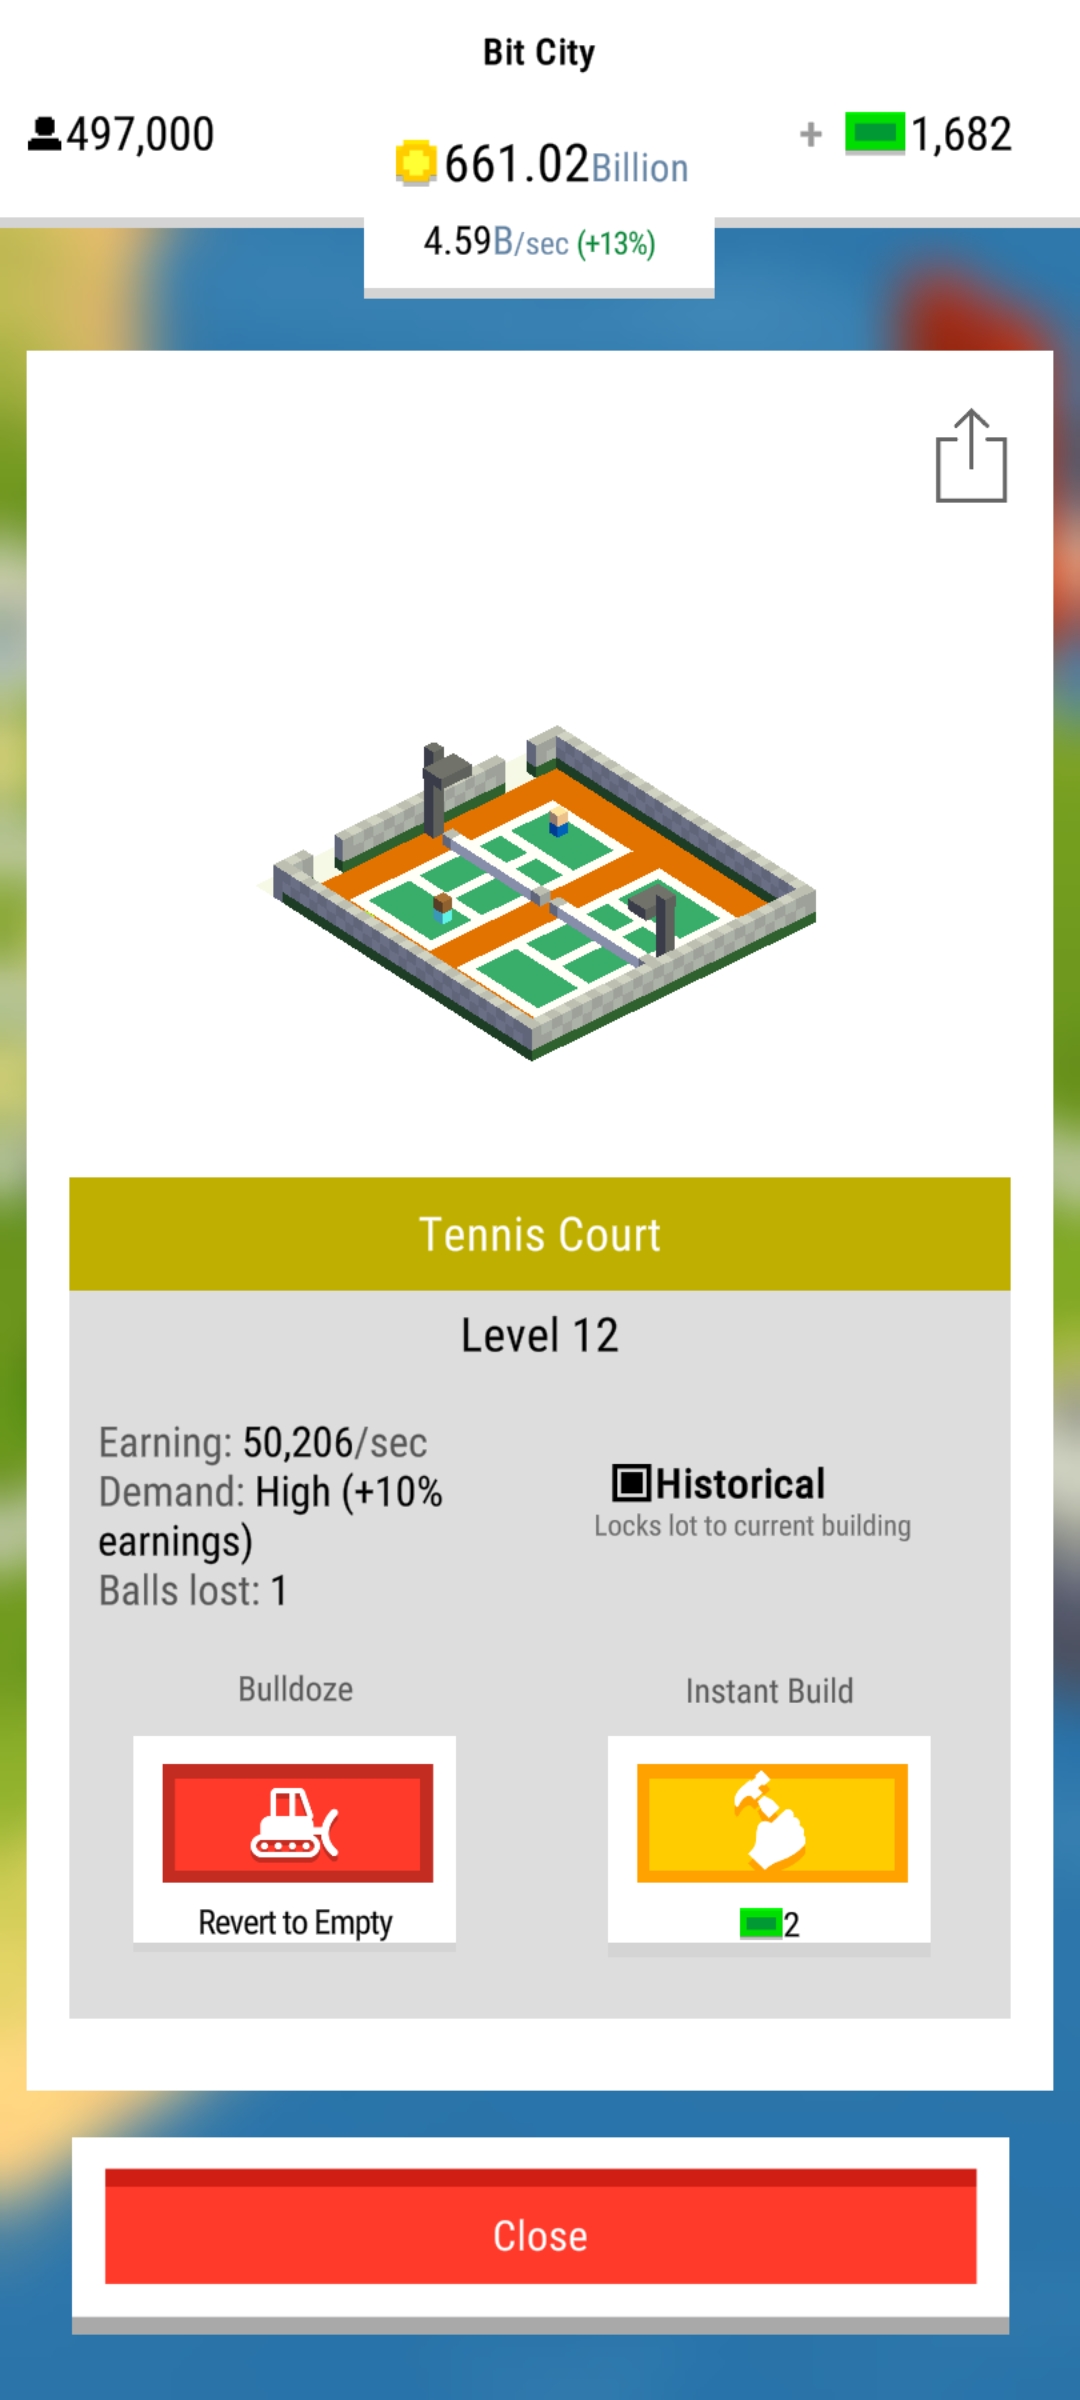 Bit City
497,000
661.02Billion
+ 1,682
4.59B/sec (+13%)
Tennis Court
Level 12
Earning: 50,206/sec
Demand: High (+10%
earnings)
Balls lost: 1
Historical
Locks lot to current building
Bulldoze
Instant Build
Revert to Empty
2
Close